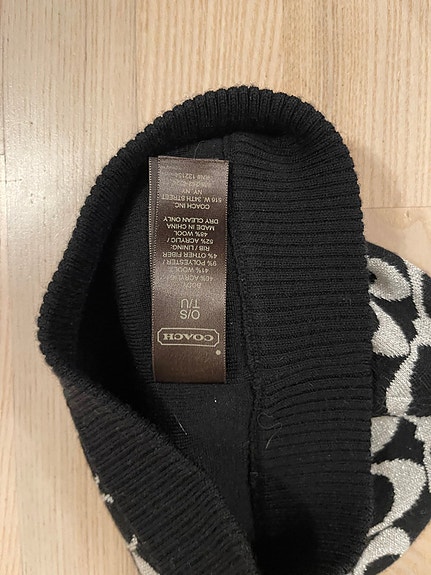 COACH
O/S
T/U
BODY
46% ACRYLIC
41% WOOL
9% POLYESTER /
4% OTHER FIBER
RIB LINING:
52% ACRYLIC /
48% WOOL
MADE IN CHINA
DRY CLEAN ONLY
COACH INC.
516 W. 34TH STREET
NY, NY.